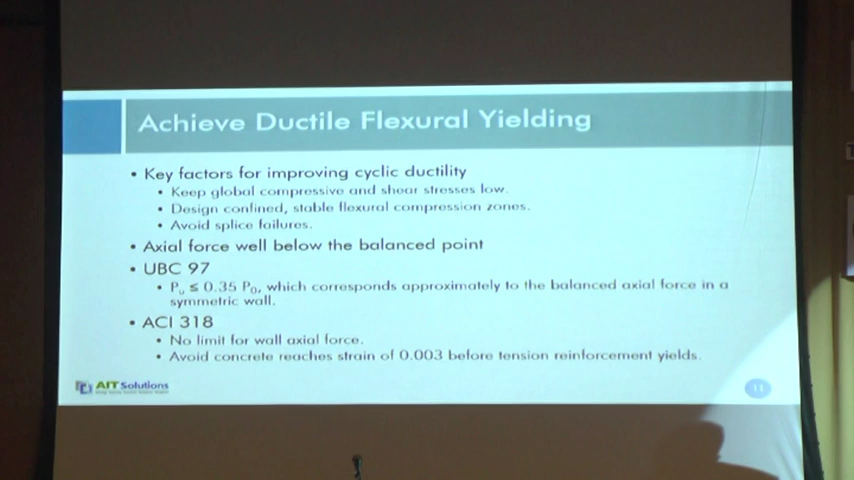 Achieve Ductile Flexural Yielding
• Key factors for improving cyclic ductility
• Keep global compressive and shear stresses low.
• Design confined, stable flexural compression zones.
• Avoid splice failures.
• Axial force well below the balanced point
• UBC 97
• Pu ≤ 0.35 P0, which corresponds approximately to the balanced axial force in a
symmetric wall.
• ACI 318
• No limit for wall axial force.
• Avoid concrete reaches strain of 0.003 before tension reinforcement yields.
AIT Solutions
11